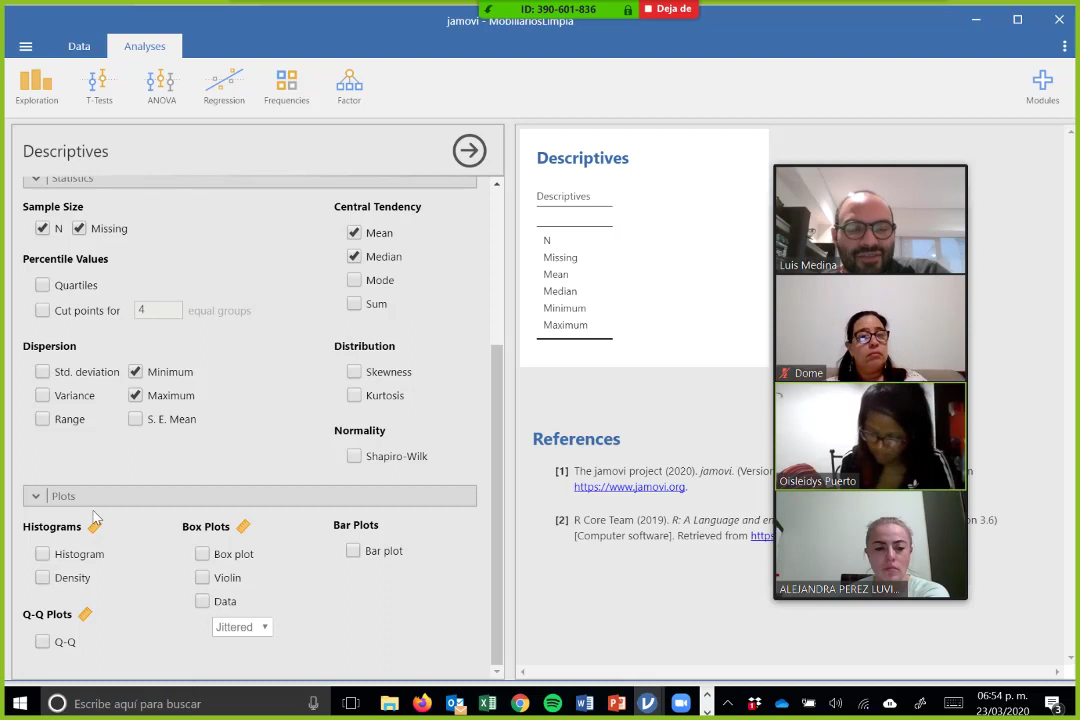 ID: 390-601-836
Deja de
jamovi - MobiliariosLimpia
Data
Analyses
Exploration
T-Tests
ANOVA
Regression
Frequencies
Factor
Modules
Descriptives
Statistics
Sample Size
N
Missing
Percentile Values
Quartiles
Cut points for
4
equal groups
Dispersion
Std. deviation
Minimum
Variance
Maximum
Range
S. E. Mean
Central Tendency
Mean
Median
Mode
Sum
Distribution
Skewness
Kurtosis
Normality
Shapiro-Wilk
Plots
Histograms
Histogram
Density
Q-Q Plots
Q-Q
Box Plots
Box plot
Violin
Data
Jittered
Bar Plots
Bar plot
Descriptives
Descriptives
N
Missing
Mean
Median
Minimum
Maximum
References
[1] The jamovi project (2020). jamovi. (Version
https://www.jamovi.org.
[2] R Core Team (2019). R: A Language and on 3.6)
[Computer software]. Retrieved from
Luis Medina
Dome
Oisleidys Puerto
ALEJANDRA PEREZ LUVI...
Escribe aquí para buscar
06:54 p. m.
23/03/2020
3